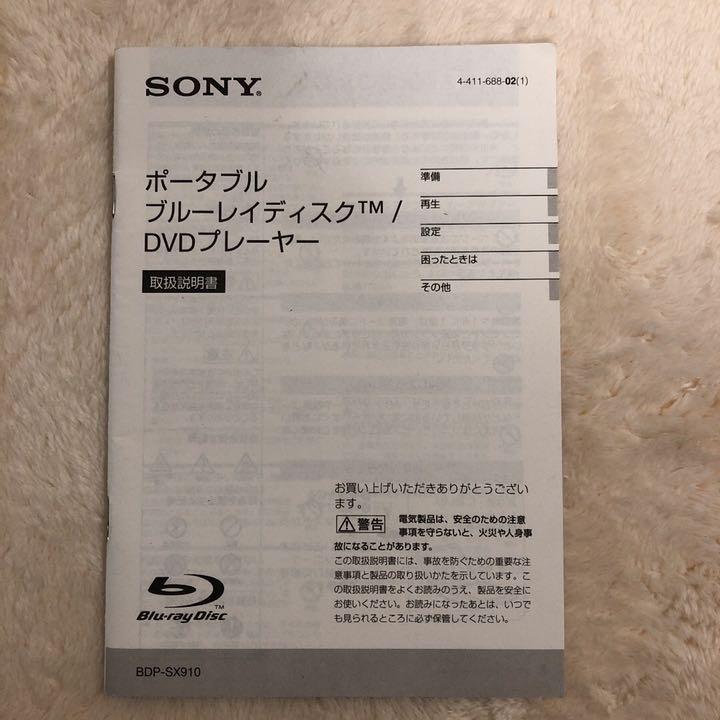 SONY®
4-411-688-02(1)
ポータブル
ブルーレイディスク™ /
DVDプレーヤー
取扱説明書
準備
再生
設定
困ったときは
その他
お買い上げいただきありがとうござい
ます。
警告 電気製品は、安全のための注意
事項を守らないと、火災や人身事
故になることがあります。
この取扱説明書には、事故を防ぐための重要な注
意事項と製品の取り扱いかたを示しています。こ
の取扱説明書をよくお読みのうえ、製品を安全に
お使いください。お読みになったあとは、いつで
も見られるところに必ず保管してください。
Blu-ray Disc™
BDP-SX910